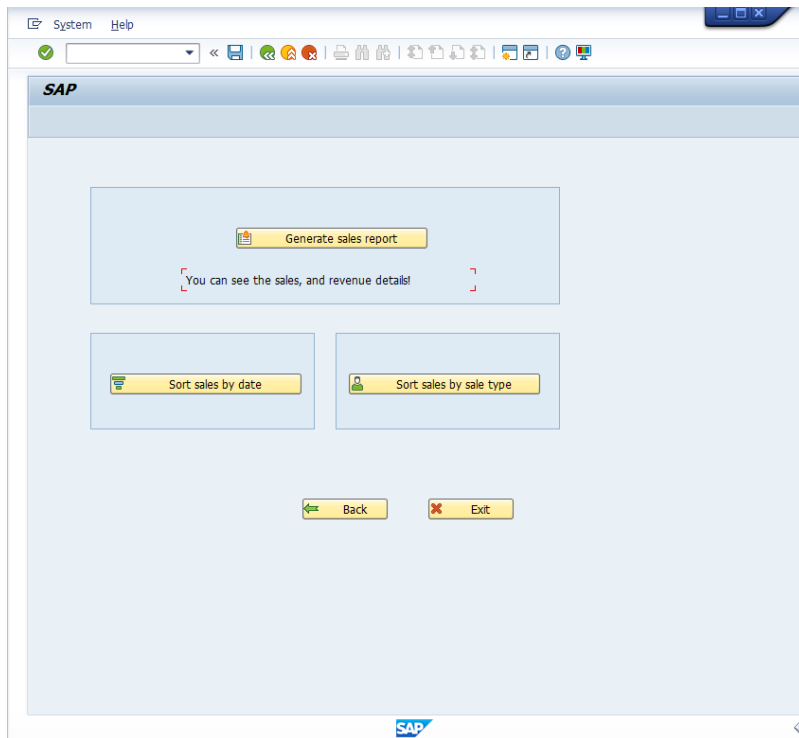 System Help
SAP
Generate sales report
You can see the sales, and revenue details!
Sort sales by date
Sort sales by sale type
Back
Exit
SAP